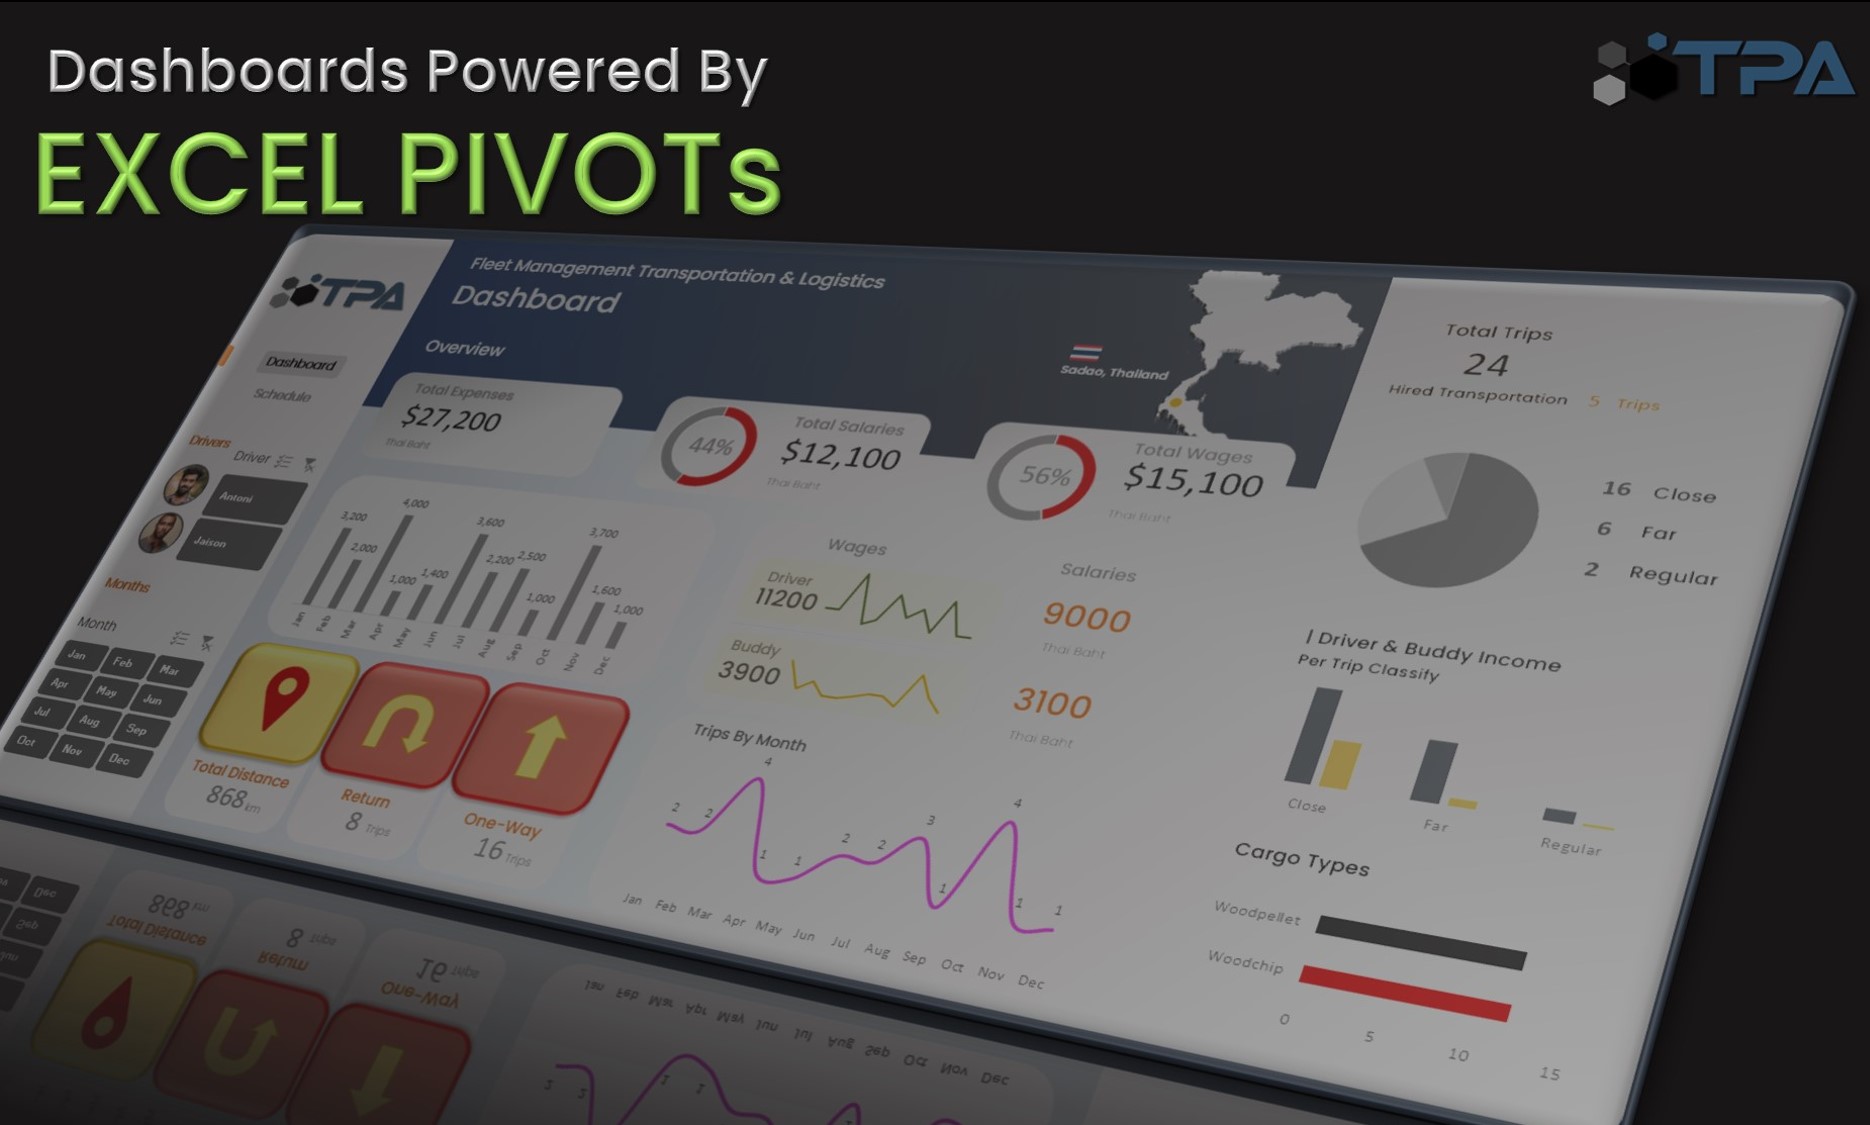 Dashboards Powered By
EXCEL PIVOTs
TPA
TPA
Fleet Management Transportation & Logistics
Dashboard
Overview
Sadao, Thailand
Dashboard
Schedule
Drivers
Driver
Antoni
Jaison
Months
Month
Jan Feb Mar
Apr May Jun
Jul Aug Sep
Oct Nov Dec
Total Expenses
$27,200
Thai Baht
44%
Total Salaries
$12,100
Thai Baht
56%
Total Wages
$15,100
Thai Baht
Total Trips
24
Hired Transportation 5 Trips
16 Close
6 Far
2 Regular
3,200 2,000 4,000 1,000 1,400 3,600 2,200 2,500 1,000 3,700 1,600 1,000
Jan Feb Mar Apr May Jun Jul Aug Sep Oct Nov Dec
Wages
Driver
11200
Buddy
3900
Salaries
9000
Thai Baht
3100
Thai Baht
Total Distance
868 km
Return
8 Trips
One-Way
16 Trips
Trips By Month
2 2 4 1 1 2 2 3 1 4 1 1
Jan Feb Mar Apr May Jun Jul Aug Sep Oct Nov Dec
| Driver & Buddy Income
Per Trip Classify
Close Far Regular
Cargo Types
Woodpellet
Woodchip
0 5 10 15